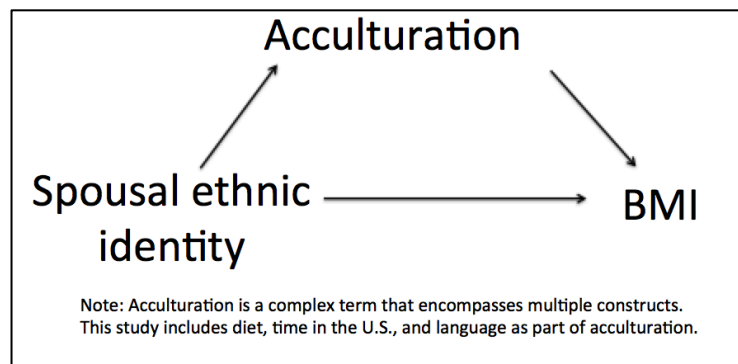 Acculturation
Spousal ethnic
identity
BMI
Note: Acculturation is a complex term that encompasses multiple constructs.
This study includes diet, time in the U.S., and language as part of acculturation.